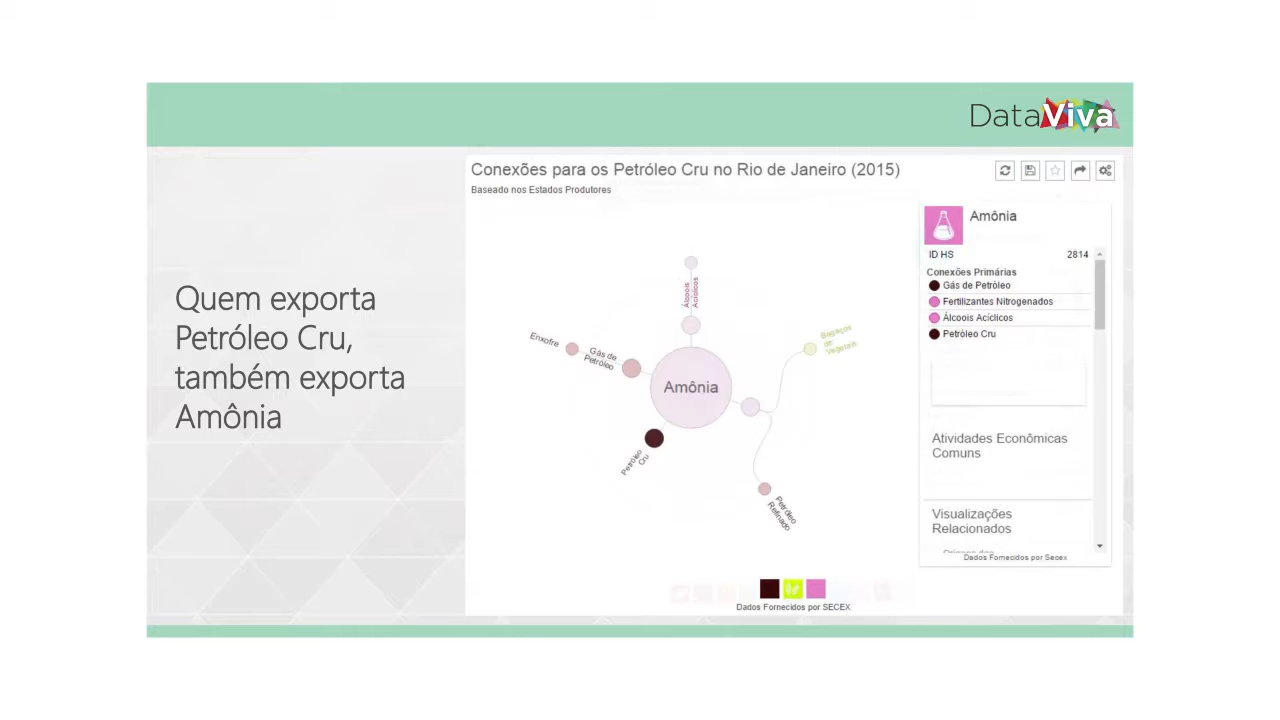 DataViva
Conexões para os Petróleo Cru no Rio de Janeiro (2015)
Baseado nos Estados Produtores
Quem exporta
Petróleo Cru,
também exporta
Amônia
Álcoois
Acíclicos
Enxofre
Gás de
Petróleo
Amônia
Bagaços
de
Vegetais
Petróleo
Cru
Petróleo
Refinado
Dados Fornecidos por SECEX
Amônia
ID HS 2814
Conexões Primárias
Gás de Petróleo
Fertilizantes Nitrogenados
Álcoois Acíclicos
Petróleo Cru
Atividades Econômicas
Comuns
Visualizações
Relacionados
Dados Fornecidos por Secex